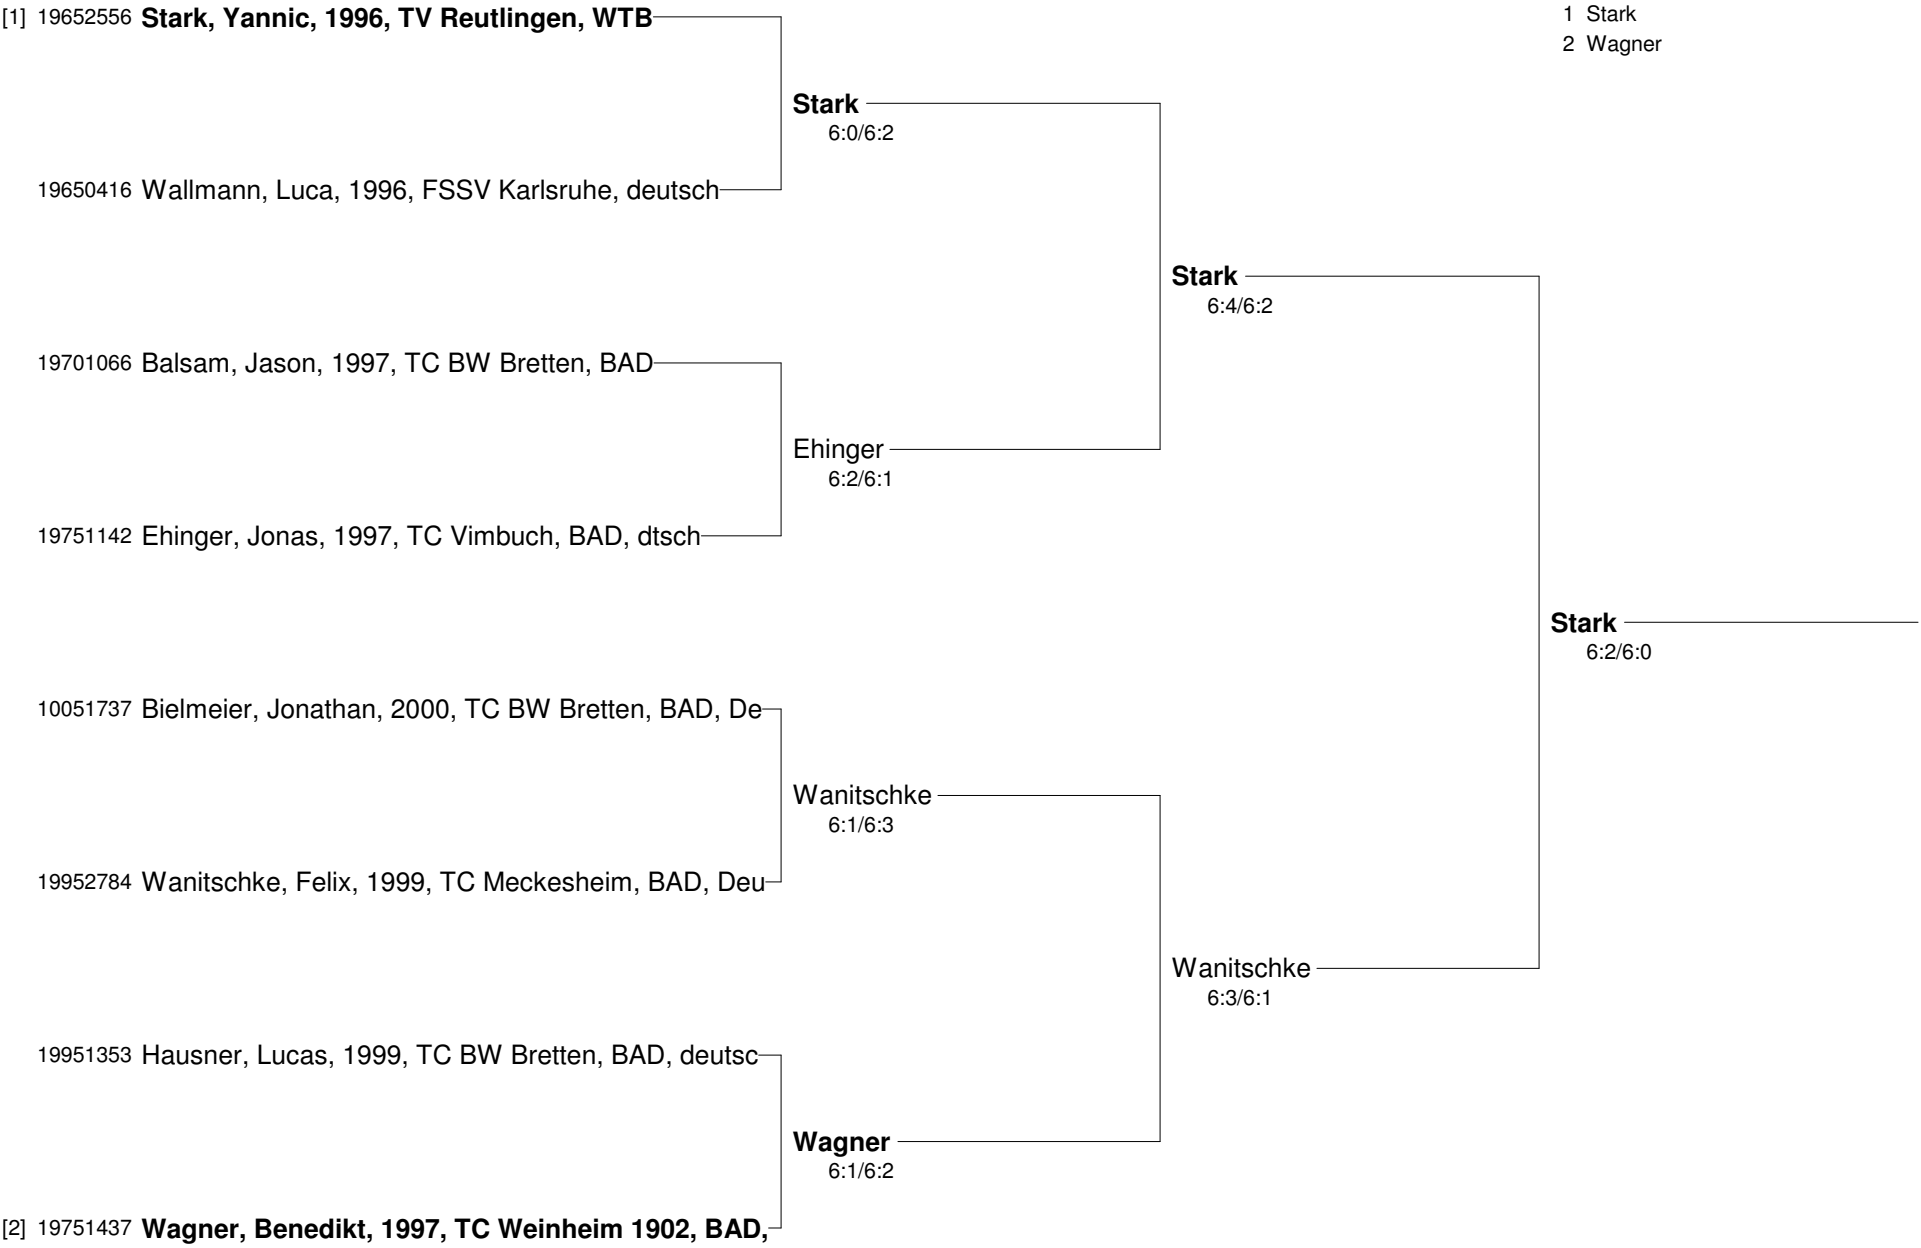 [1] 19652556 Stark, Yannic, 1996, TV Reutlingen, WTB
1 Stark
2 Wagner
Stark
6:0/6:2
19650416 Wallmann, Luca, 1996, FSSV Karlsruhe, deutsch
Stark
6:4/6:2
19701066 Balsam, Jason, 1997, TC BW Bretten, BAD
Ehinger
6:2/6:1
19751142 Ehinger, Jonas, 1997, TC Vimbuch, BAD, dtsch
Stark
6:2/6:0
10051737 Bielmeier, Jonathan, 2000, TC BW Bretten, BAD, De
Wanitschke
6:1/6:3
19952784 Wanitschke, Felix, 1999, TC Meckesheim, BAD, Deu
Wanitschke
6:3/6:1
19951353 Hausner, Lucas, 1999, TC BW Bretten, BAD, deutsc
Wagner
6:1/6:2
[2] 19751437 Wagner, Benedikt, 1997, TC Weinheim 1902, BAD,